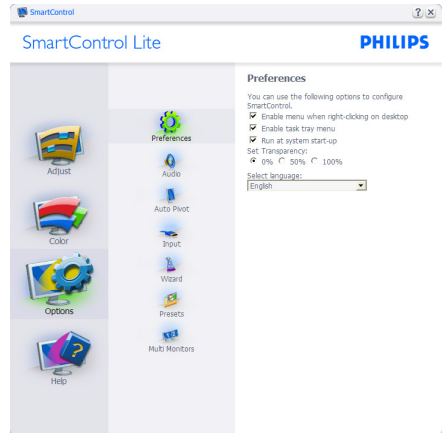 SmartControl
SmartControl Lite
PHILIPS
Adjust
Color
Options
Help
Preferences
Audio
Auto Pivot
Input
Wizard
Presets
Multi Monitors
Preferences
You can use the following options to configure
SmartControl.
Enable menu when right-clicking on desktop
Enable task tray menu
Run at system start-up
Set Transparency:
0% 50% 100%
Select language:
English